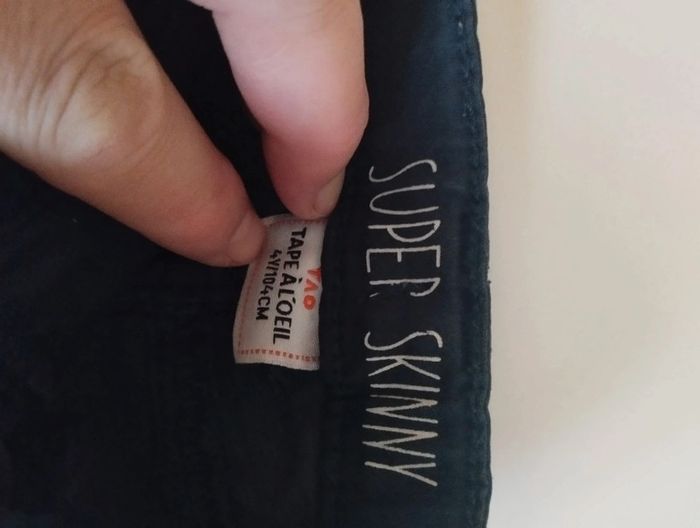 SUPER SKINNY
TAO
TAPE À L'OEIL
4Y/104CM